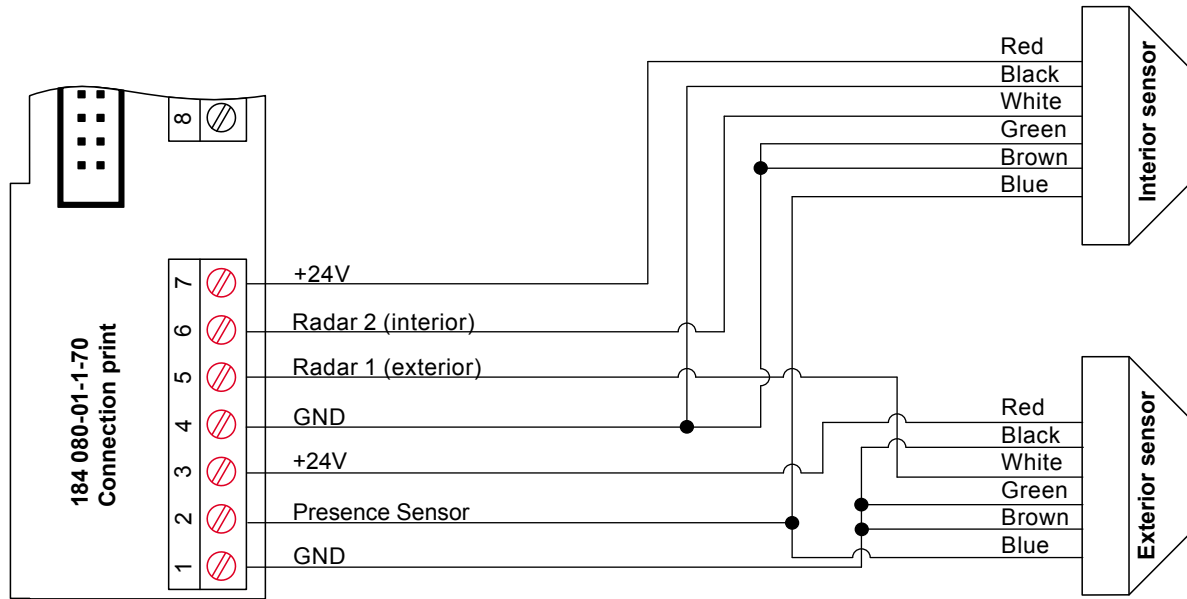 Red
Black
White
Green
Brown
Blue
Interior sensor
8
7
+24V
6
Radar 2 (interior)
5
Radar 1 (exterior)
4
GND
3
+24V
2
Presence Sensor
1
GND
184 080-01-1-70
Connection print
Red
Black
White
Green
Brown
Blue
Exterior sensor